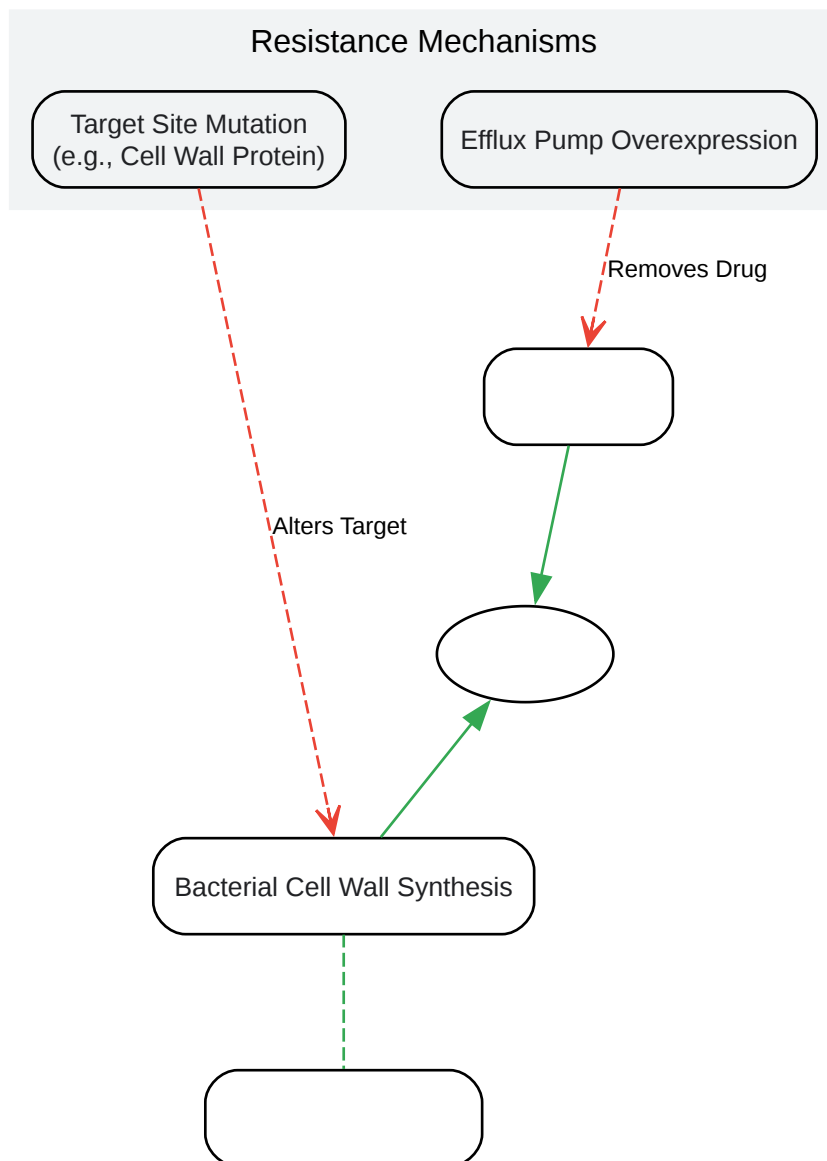 Resistance Mechanisms
Target Site Mutation
(e.g., Cell Wall Protein)
Efflux Pump Overexpression
Removes Drug
Alters Target
Bacterial Cell Wall Synthesis